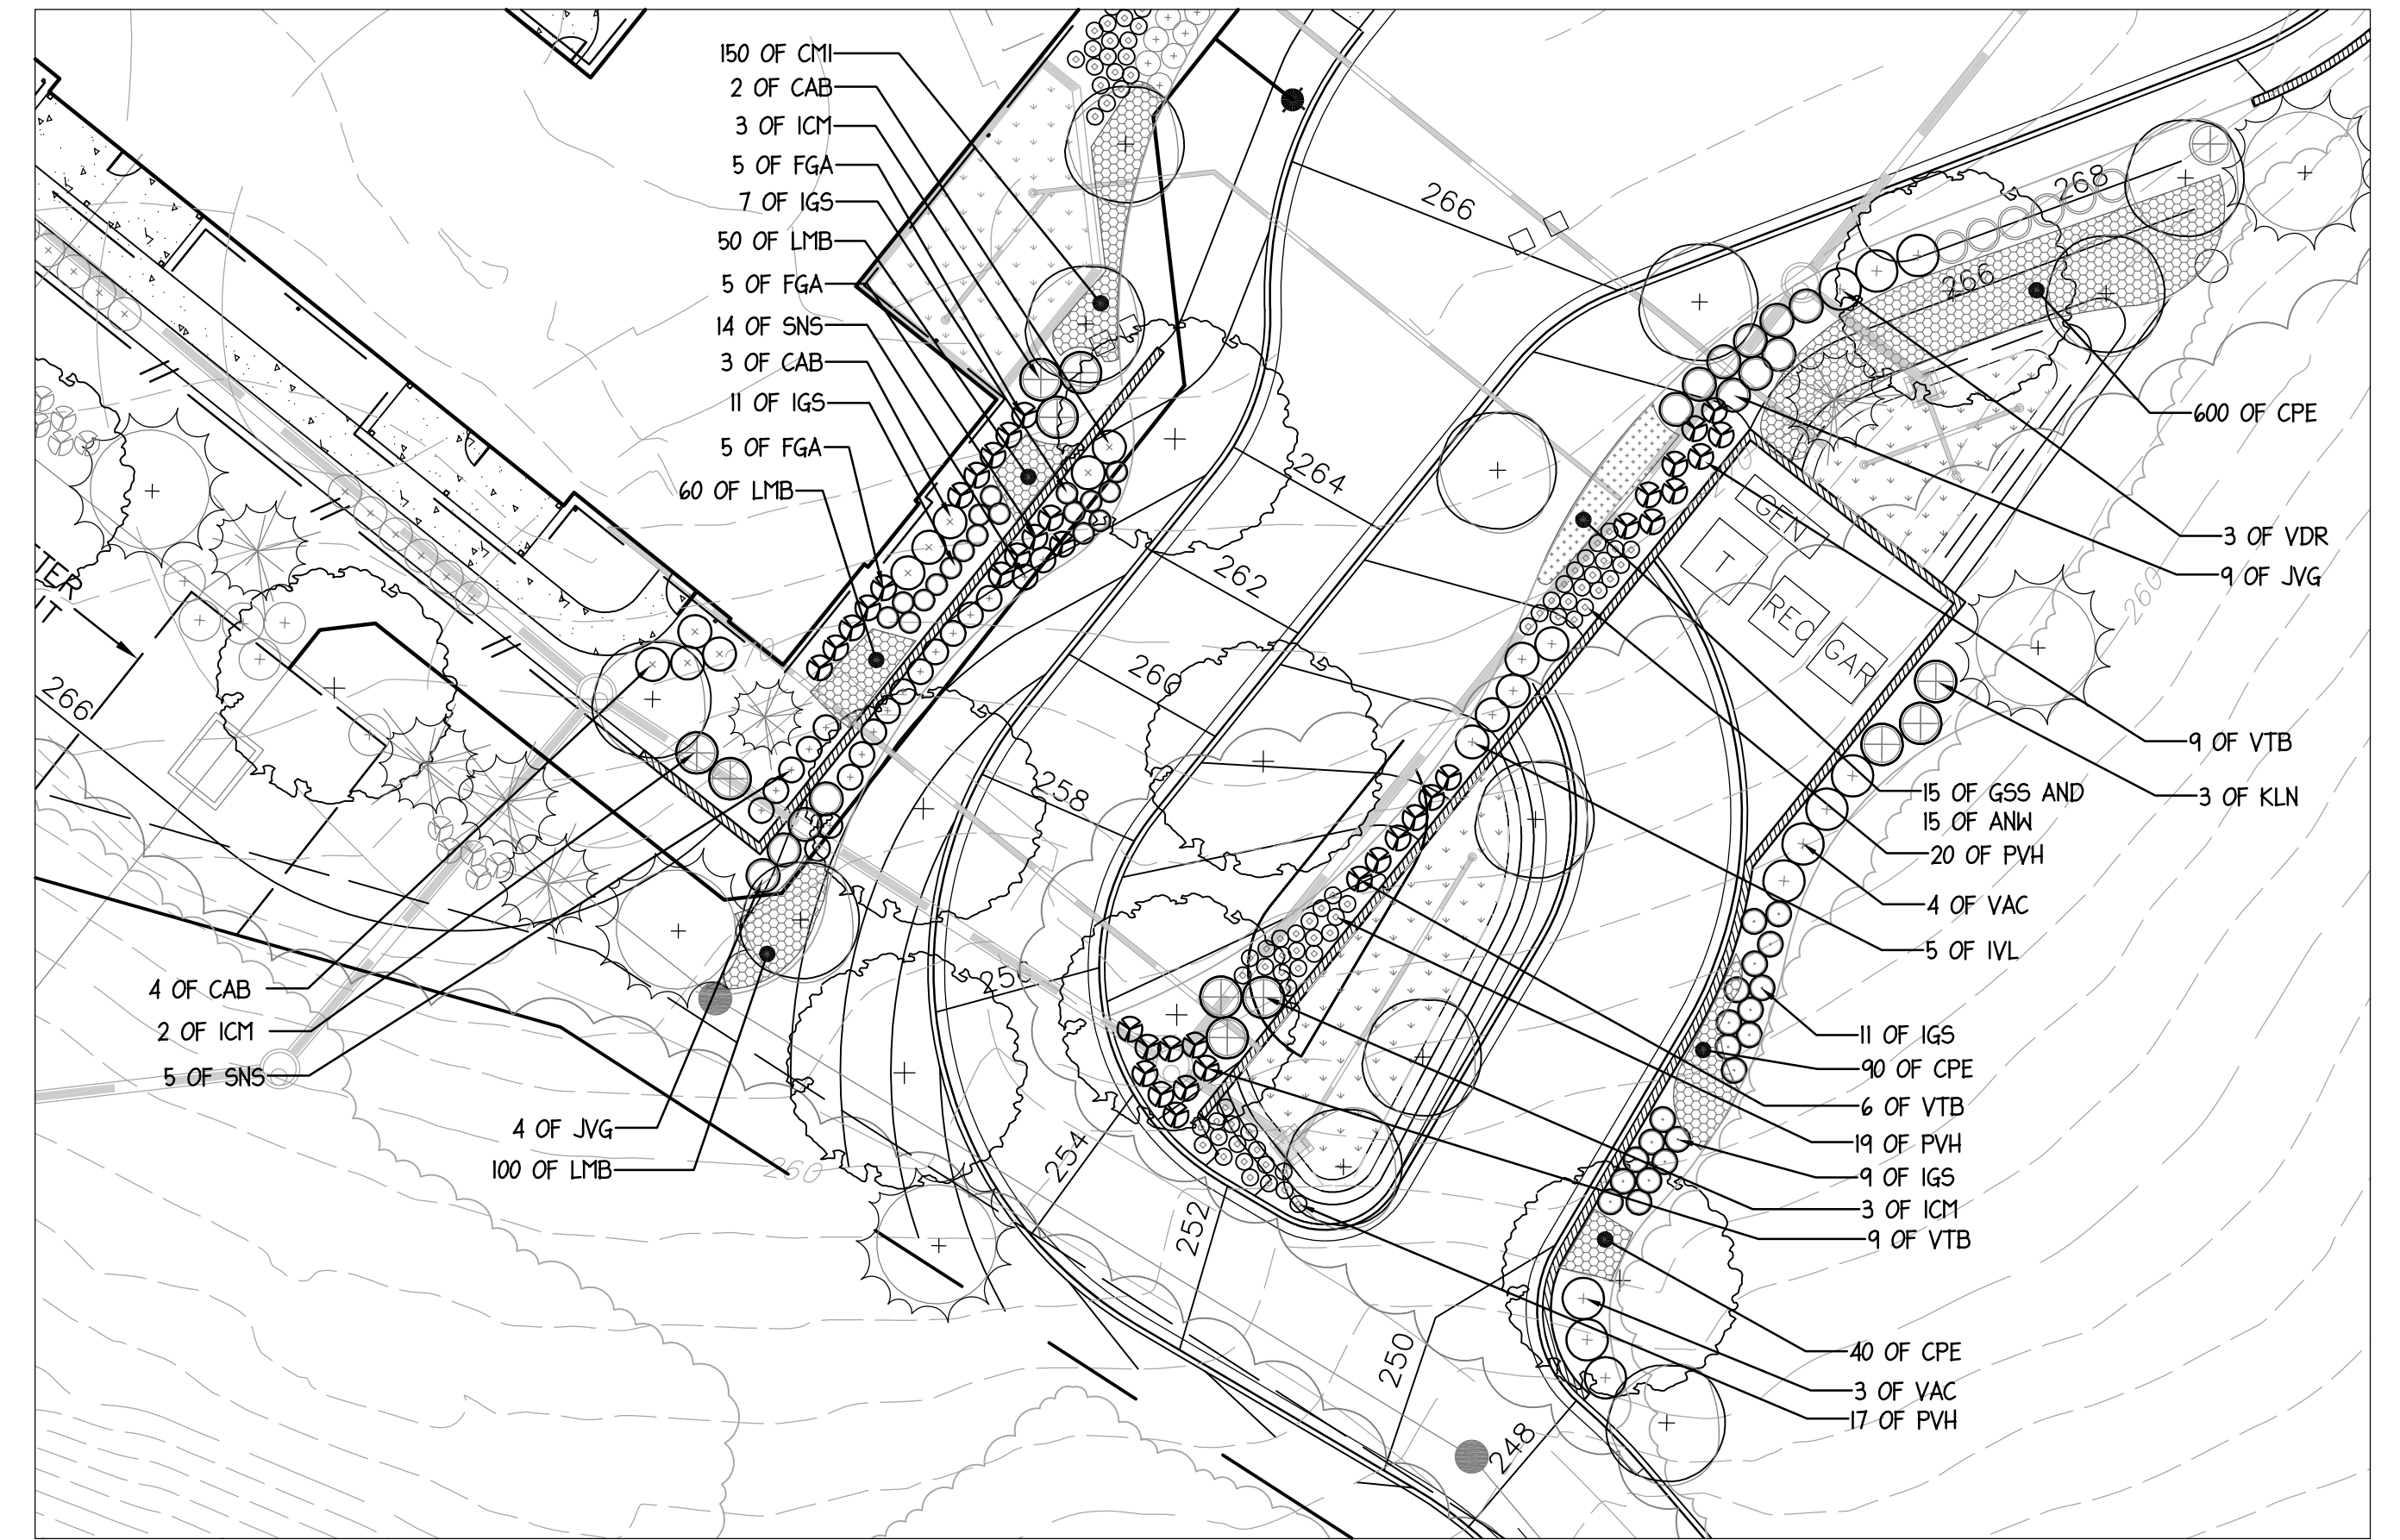 150 OF CMI
2 OF CAB
3 OF ICM
5 OF FGA
7 OF IGS
50 OF LMB
5 OF FGA
14 OF SNS
3 OF CAB
11 OF IGS
5 OF FGA
60 OF LMB
266
268
266
264
262
260
258
256
254
252
250
248
266
260
260
GEN
T
REC
GAR
600 OF CPE
3 OF VDR
9 OF JVG
9 OF VTB
3 OF KLN
15 OF GSS AND
15 OF ANW
20 OF PVH
4 OF VAC
5 OF IVL
11 OF IGS
90 OF CPE
6 OF VTB
19 OF PVH
9 OF IGS
3 OF ICM
9 OF VTB
40 OF CPE
3 OF VAC
17 OF PVH
4 OF CAB
2 OF ICM
5 OF SNS
4 OF JVG
100 OF LMB